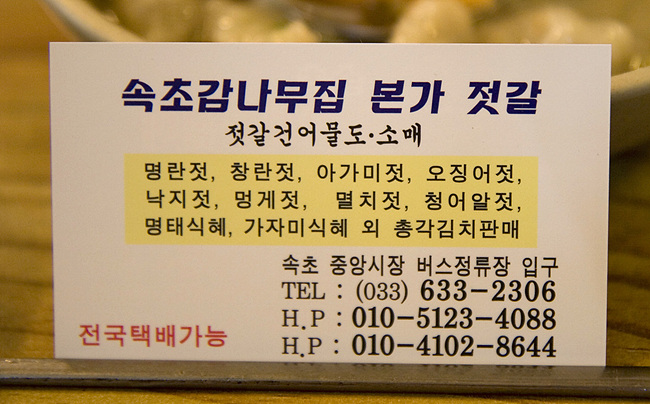 속초감나무집 본가 젓갈
젓갈건어물도·소매
명란젓, 창란젓, 아가미젓, 오징어젓,
낙지젓, 멍게젓, 멸치젓, 청어알젓,
명태식혜, 가자미식혜 외 총각김치판매
속초 중앙시장 버스정류장 입구
TEL : (033) 633-2306
H.P : 010-5123-4088
전국택배가능
H.P : 010-4102-8644